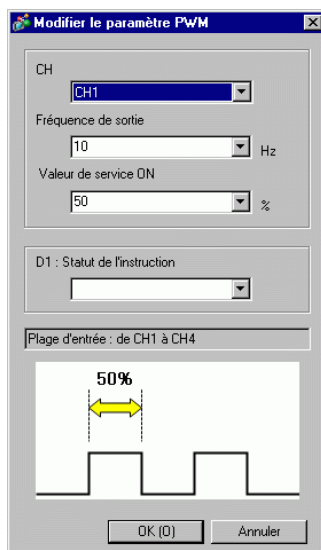 Modifier le paramètre PWM
CH
CH1
Fréquence de sortie
10
Hz
Valeur de service ON
50
%
D1 : Statut de l'instruction
Plage d'entrée : de CH1 à CH4
50%
OK (O)
Annuler